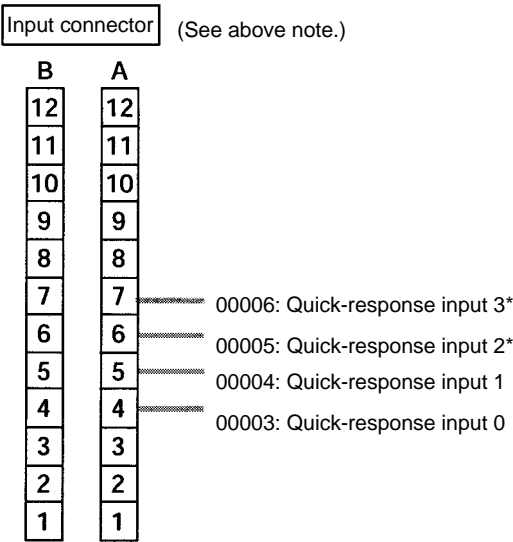 Input connector (See above note.)
B A
12 12
11 11
10 10
9 9
8 8
7 7 00006: Quick-response input 3*
6 6 00005: Quick-response input 2*
5 5 00004: Quick-response input 1
4 4 00003: Quick-response input 0
3 3
2 2
1 1